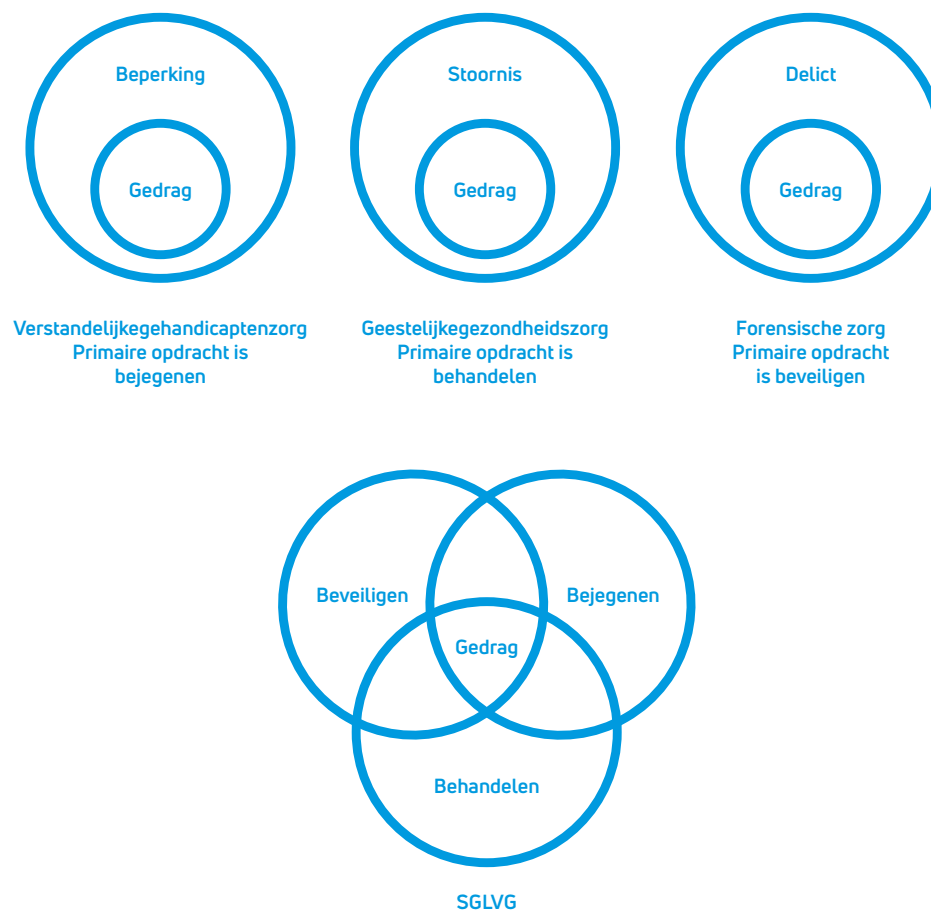 Beperking
Gedrag
Verstandelijkegehandicaptenzorg
Primaire opdracht is
bejegenen
Stoornis
Gedrag
Geestelijkegezondheidszorg
Primaire opdracht is
behandelen
Delict
Gedrag
Forensische zorg
Primaire opdracht
is beveiligen
Beveiligen
Bejegenen
Gedrag
Behandelen
SGLVG